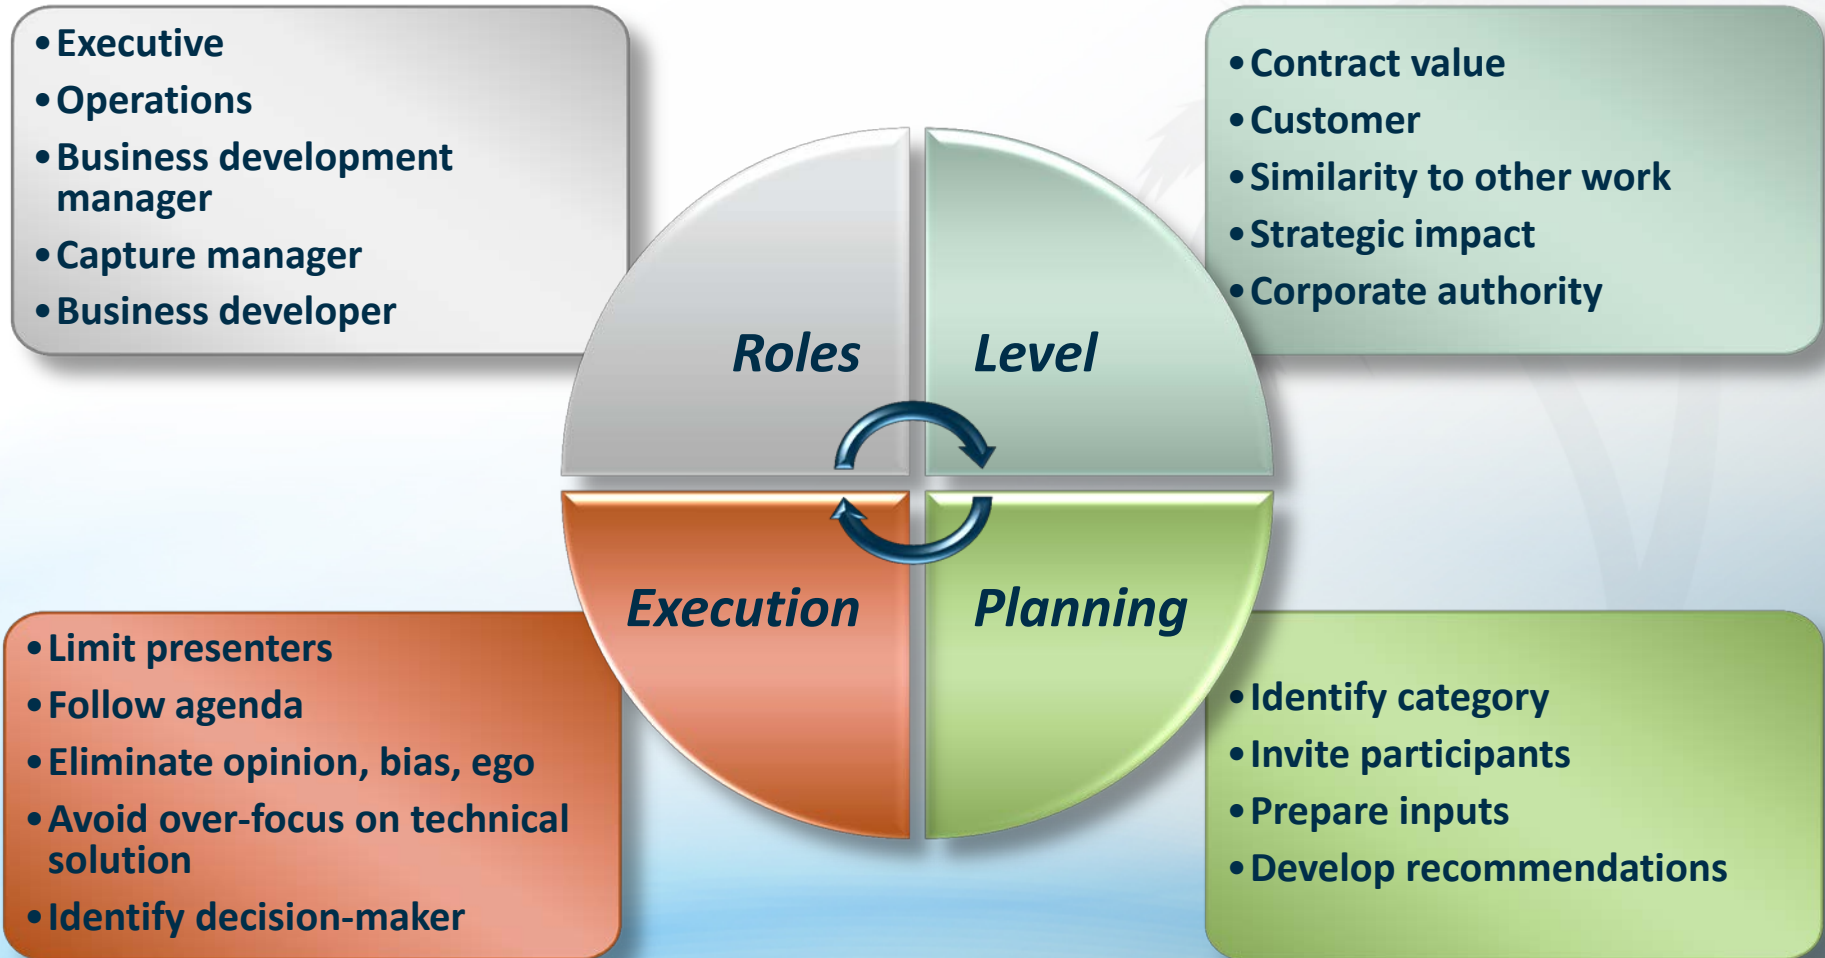 • Executive
• Operations
• Business development
manager
• Capture manager
• Business developer
• Contract value
• Customer
• Similarity to other work
• Strategic impact
• Corporate authority
Roles
Level
Execution
Planning
• Limit presenters
• Follow agenda
• Eliminate opinion, bias, ego
• Avoid over-focus on technical
solution
• Identify decision-maker
• Identify category
• Invite participants
• Prepare inputs
• Develop recommendations